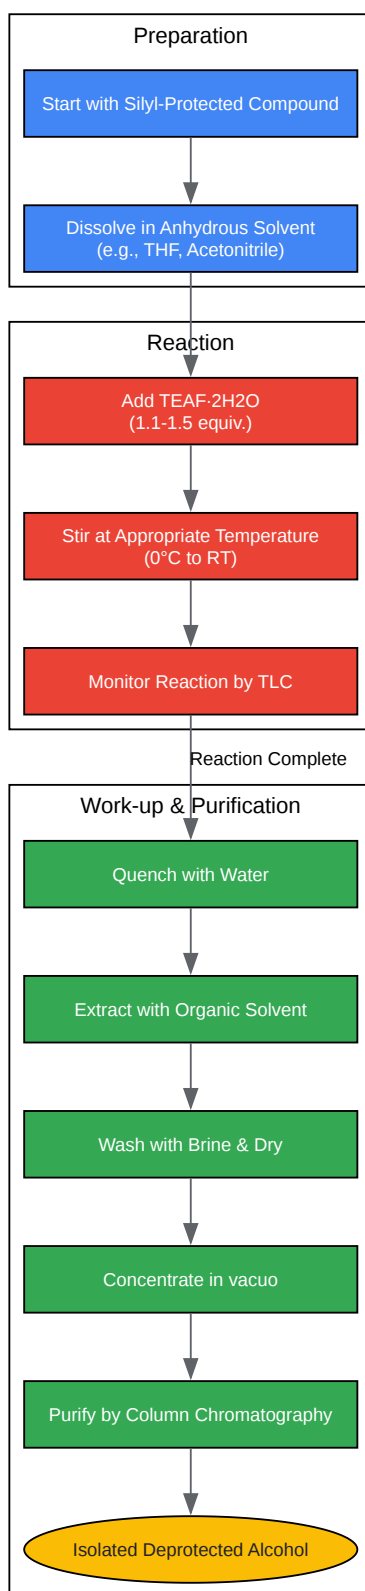 Preparation
Start with Silyl-Protected Compound
Dissolve in Anhydrous Solvent
(e.g., THF, Acetonitrile)
Reaction
Add TEAF·2H2O
(1.1-1.5 equiv.)
Stir at Appropriate Temperature
(0°C to RT)
Monitor Reaction by TLC
Reaction Complete
Work-up & Purification
Quench with Water
Extract with Organic Solvent
Wash with Brine & Dry
Concentrate in vacuo
Purify by Column Chromatography
Isolated Deprotected Alcohol